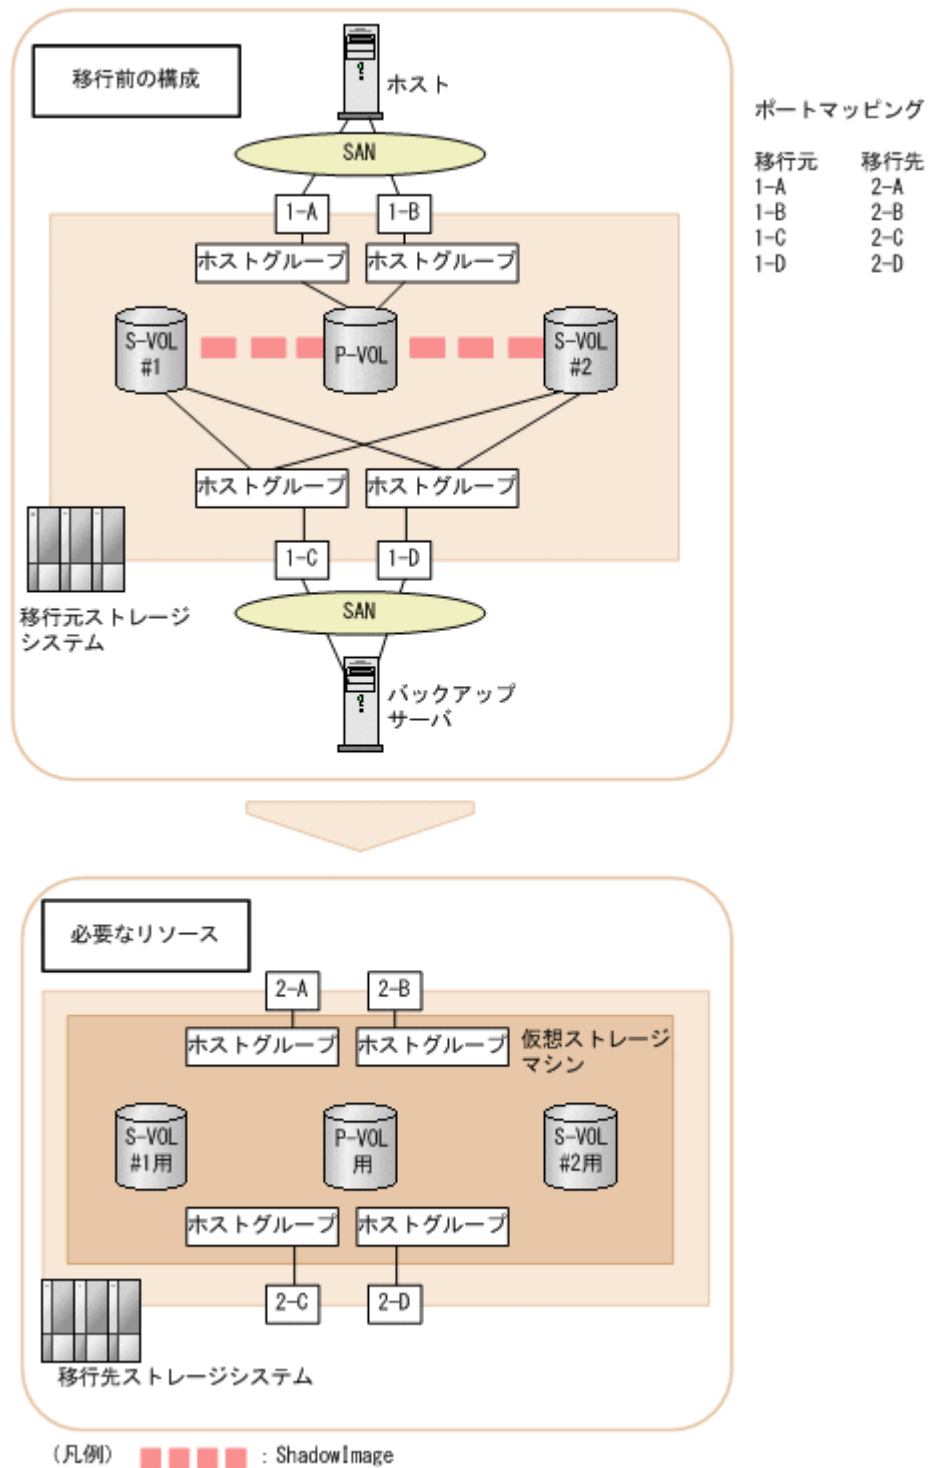 移行前の構成
ホスト
SAN
ポートマッピング
移行元 移行先
1-A 2-A
1-B 2-B
1-C 2-C
1-D 2-D
1-A 1-B
ホストグループ ホストグループ
S-VOL
#1
P-VOL
S-VOL
#2
ホストグループ ホストグループ
1-C 1-D
移行元ストレージ
システム
SAN
バックアップ
サーバ
必要なリソース
2-A 2-B
ホストグループ ホストグループ
仮想ストレージ
マシン
S-VOL
#1用
P-VOL
用
S-VOL
#2用
ホストグループ ホストグループ
2-C 2-D
移行先ストレージシステム
(凡例) : ShadowImage